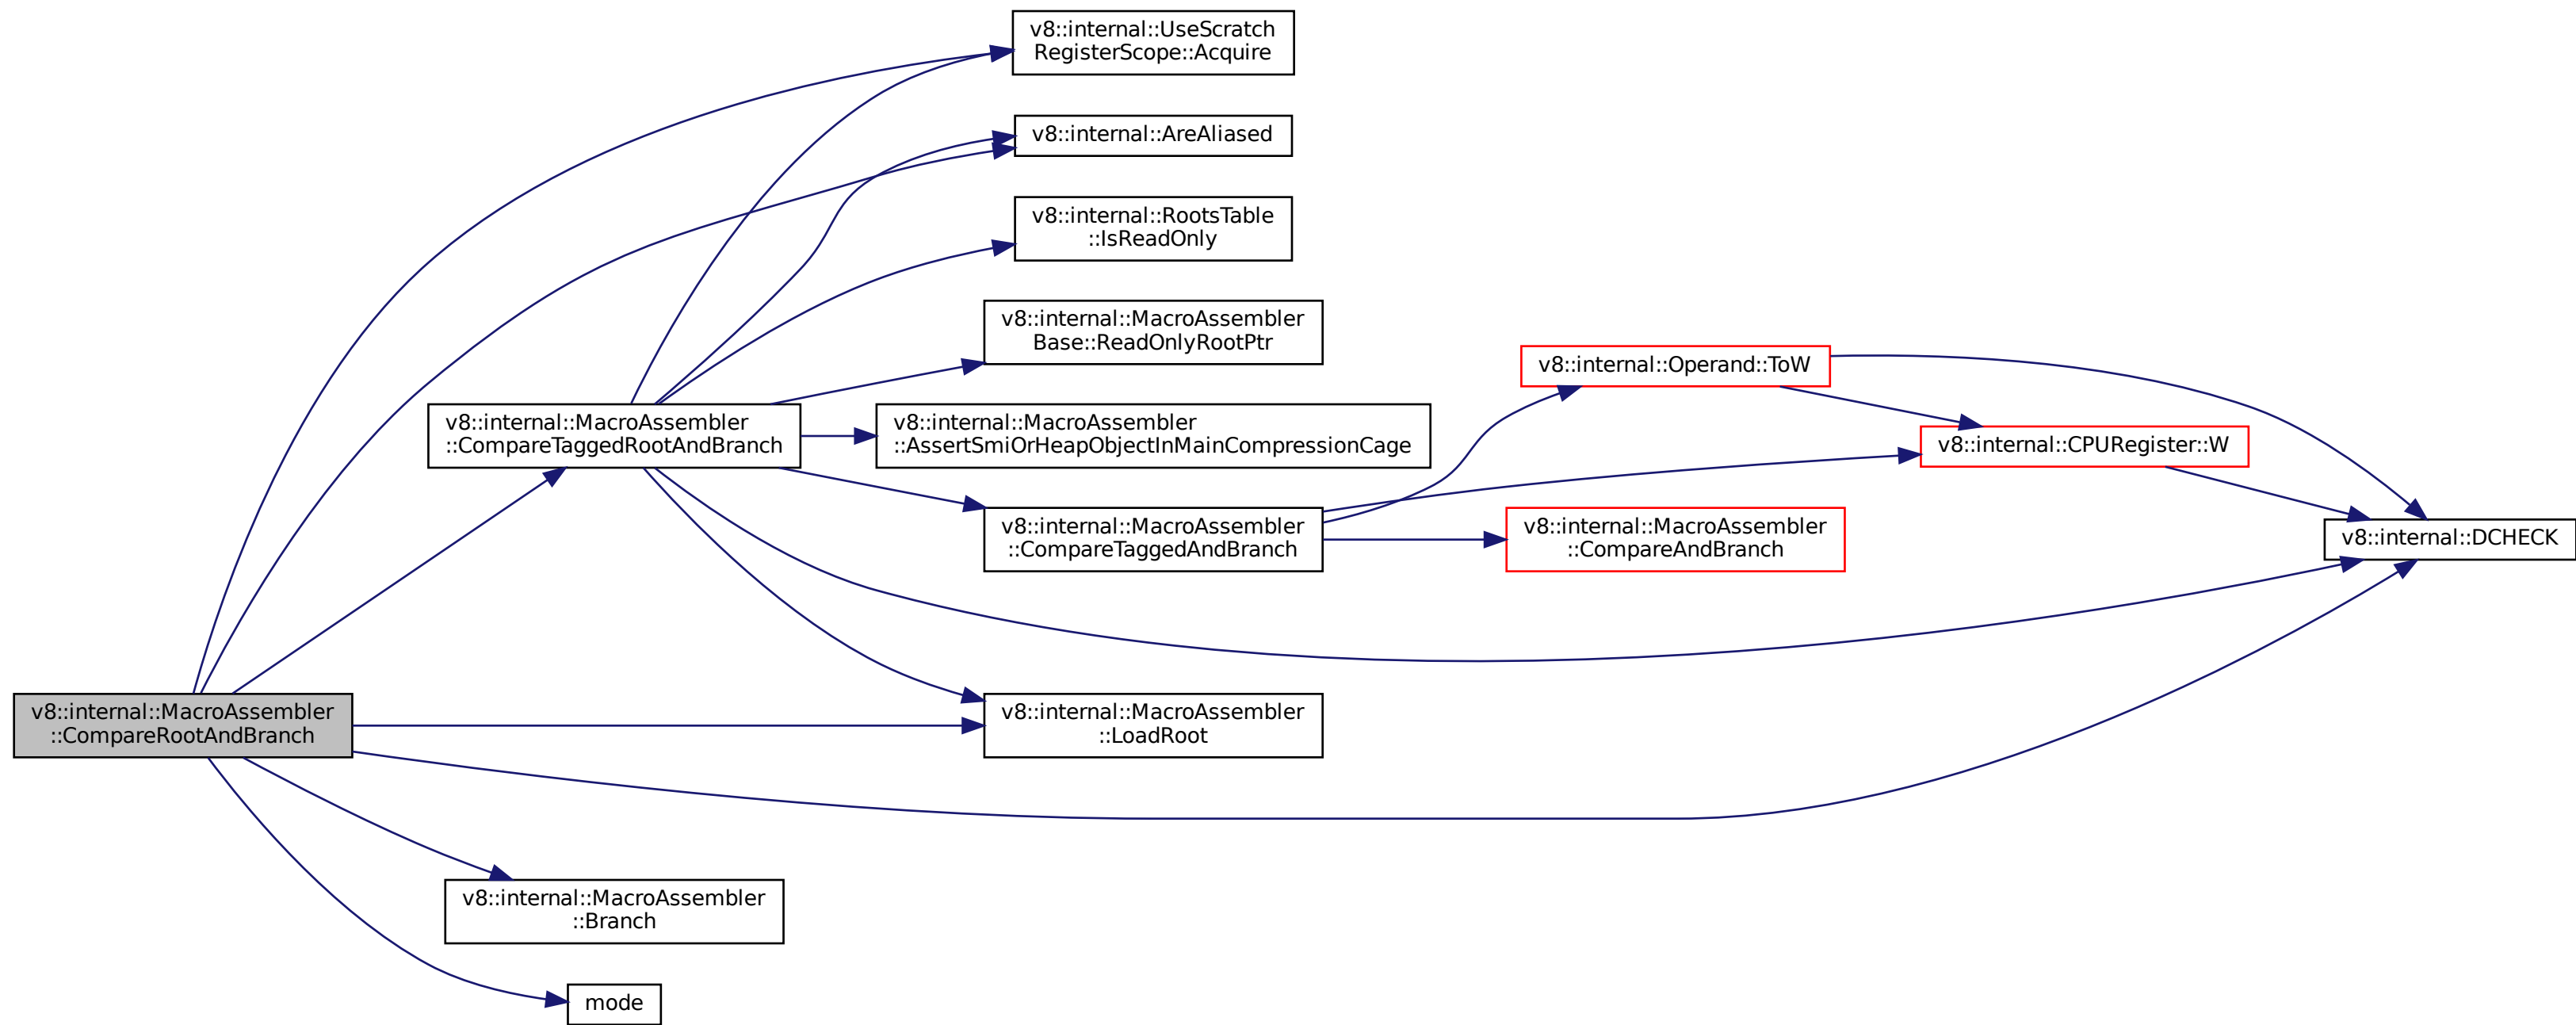 v8::internal::UseScratch
RegisterScope::Acquire
v8::internal::AreAliased
v8::internal::RootsTable
::IsReadOnly
v8::internal::MacroAssembler
Base::ReadOnlyRootPtr
v8::internal::Operand::ToW
v8::internal::MacroAssembler
::CompareTaggedRootAndBranch
v8::internal::MacroAssembler
::AssertSmiOrHeapObjectInMainCompressionCage
v8::internal::CPURegister::W
v8::internal::MacroAssembler
::CompareTaggedAndBranch
v8::internal::MacroAssembler
::CompareAndBranch
v8::internal::DCHECK
v8::internal::MacroAssembler
::CompareRootAndBranch
v8::internal::MacroAssembler
::LoadRoot
v8::internal::MacroAssembler
::Branch
mode